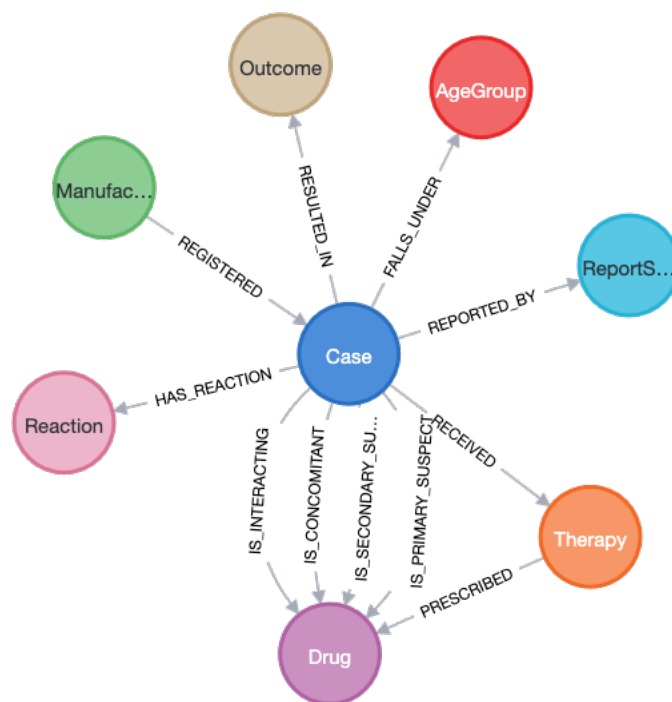 Outcome
AgeGroup
Manufac...
RESULTED_IN
FALLS_UNDER
REGISTERED
ReportS...
REPORTED_BY
Case
HAS_REACTION
Reaction
RECEIVED
IS_INTERACTING
IS_CONCOMITANT
IS_SECONDARY_SU...
IS_PRIMARY_SUSPECT
Therapy
PRESCRIBED
Drug